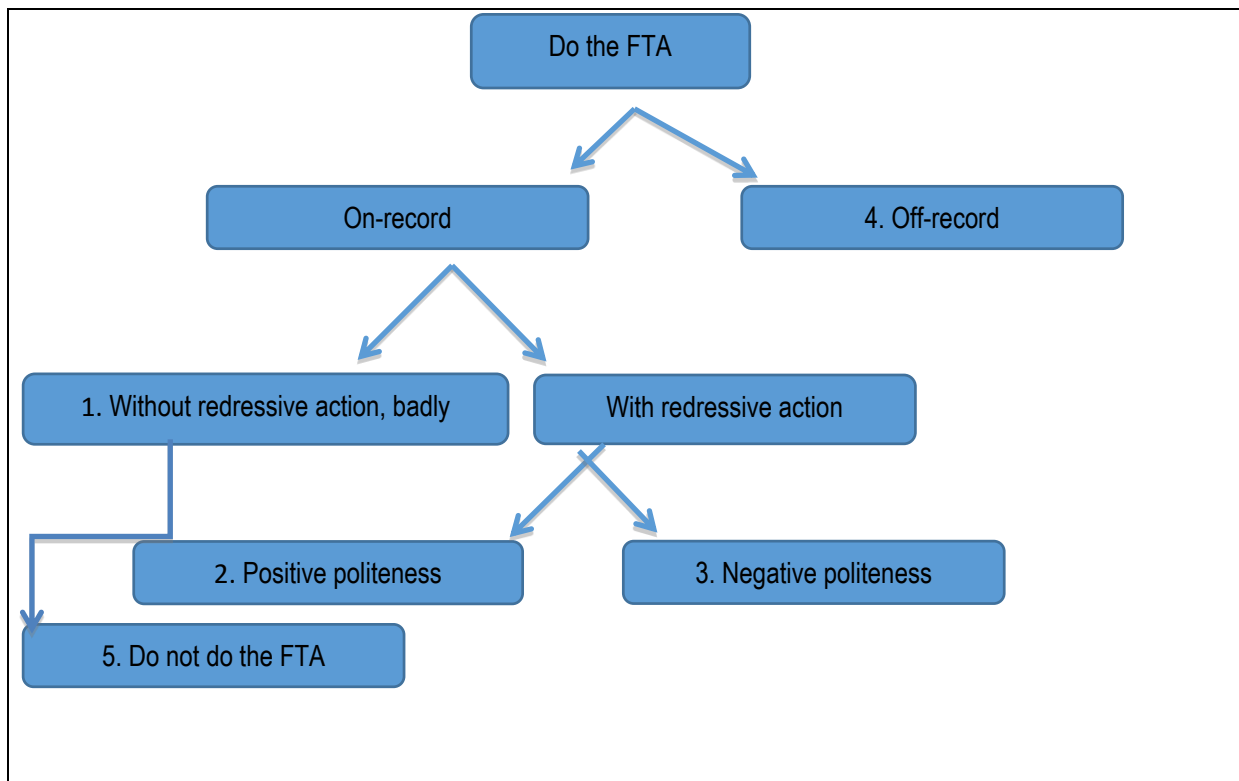 Do the FTA
On-record
4. Off-record
1. Without redressive action, badly
With redressive action
2. Positive politeness
3. Negative politeness
5. Do not do the FTA